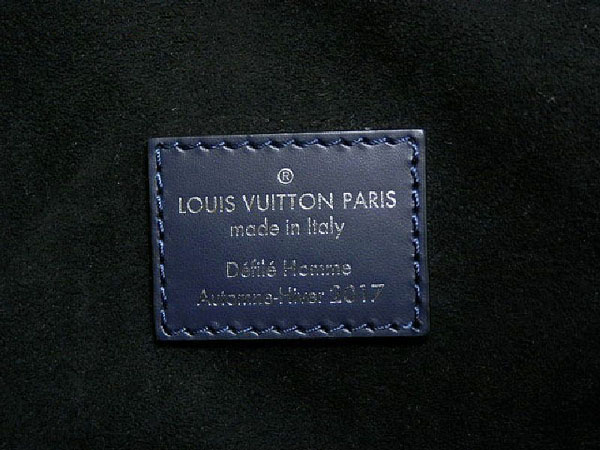 ®
LOUIS VUITTON PARIS
made in Italy
Défilé Homme
Automne-Hiver 2017